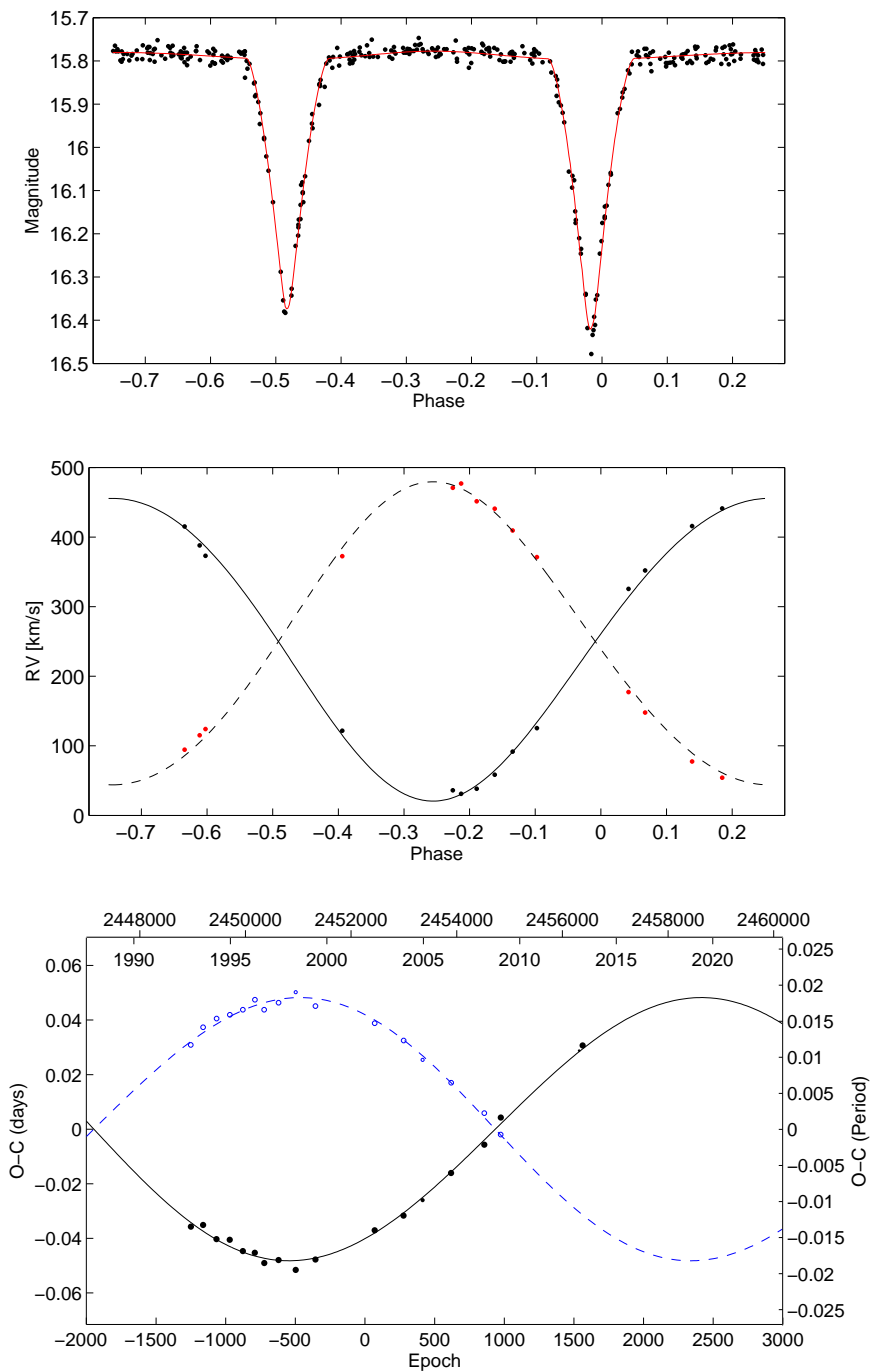 15.7
15.8
15.9
16
16.1
16.2
16.3
16.4
16.5
Magnitude
−0.7 −0.6 −0.5 −0.4 −0.3 −0.2 −0.1 0 0.1 0.2
Phase
500
400
300
200
100
0
RV [km/s]
−0.7 −0.6 −0.5 −0.4 −0.3 −0.2 −0.1 0 0.1 0.2
Phase
2448000 2450000 2452000 2454000 2456000 2458000 2460000
1990 1995 2000 2005 2010 2015 2020
0.06
0.04
0.02
0
−0.02
−0.04
−0.06
O−C (days)
0.025
0.02
0.015
0.01
0.005
0
−0.005
−0.01
−0.015
−0.02
−0.025
O−C (Period)
−2000 −1500 −1000 −500 0 500 1000 1500 2000 2500 3000
Epoch